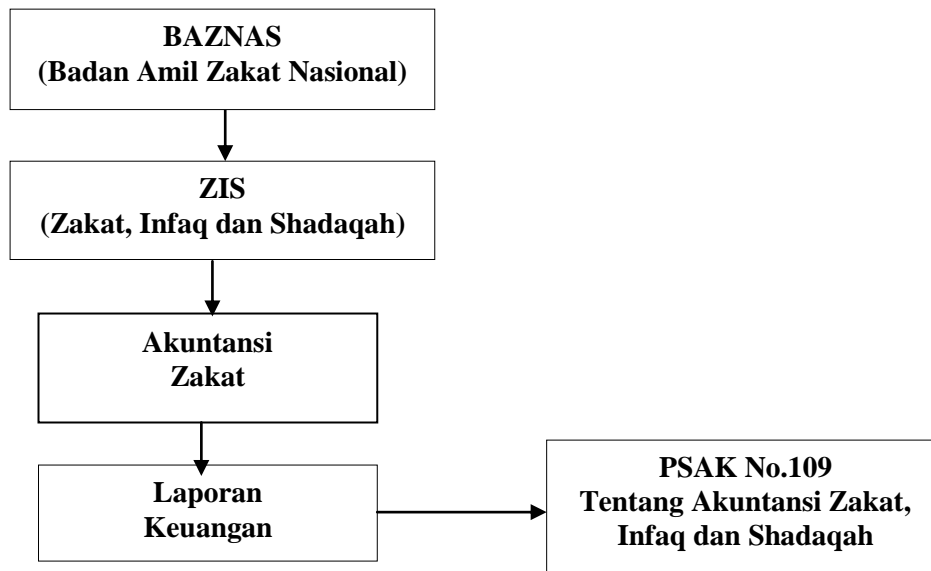 BAZNAS
(Badan Amil Zakat Nasional)
ZIS
(Zakat, Infaq dan Shadaqah)
Akuntansi
Zakat
Laporan
Keuangan
PSAK No.109
Tentang Akuntansi Zakat,
Infaq dan Shadaqah